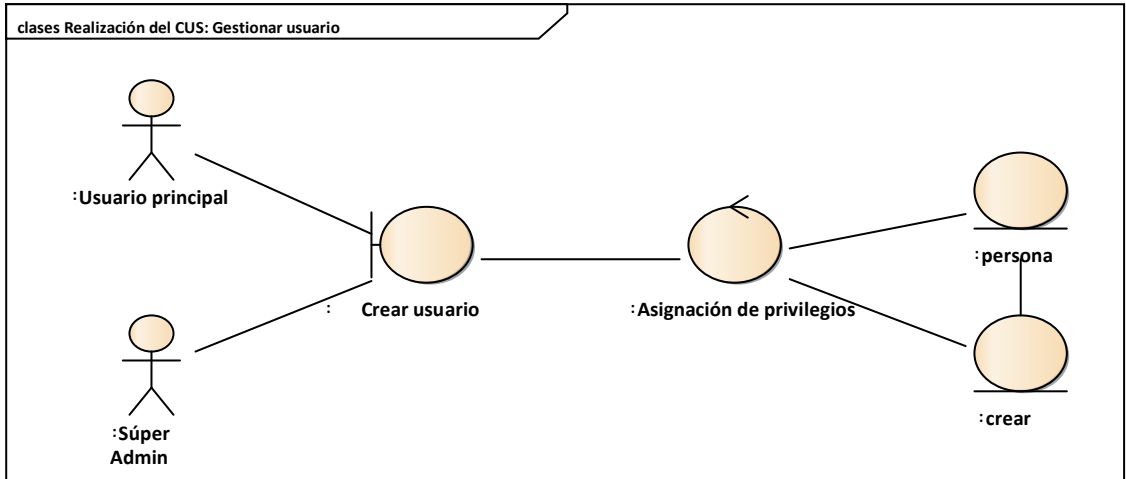 clases Realización del CUS: Gestionar usuario
:Usuario principal
: Crear usuario
:Asignación de privilegios
:persona
:crear
:Súper
Admin